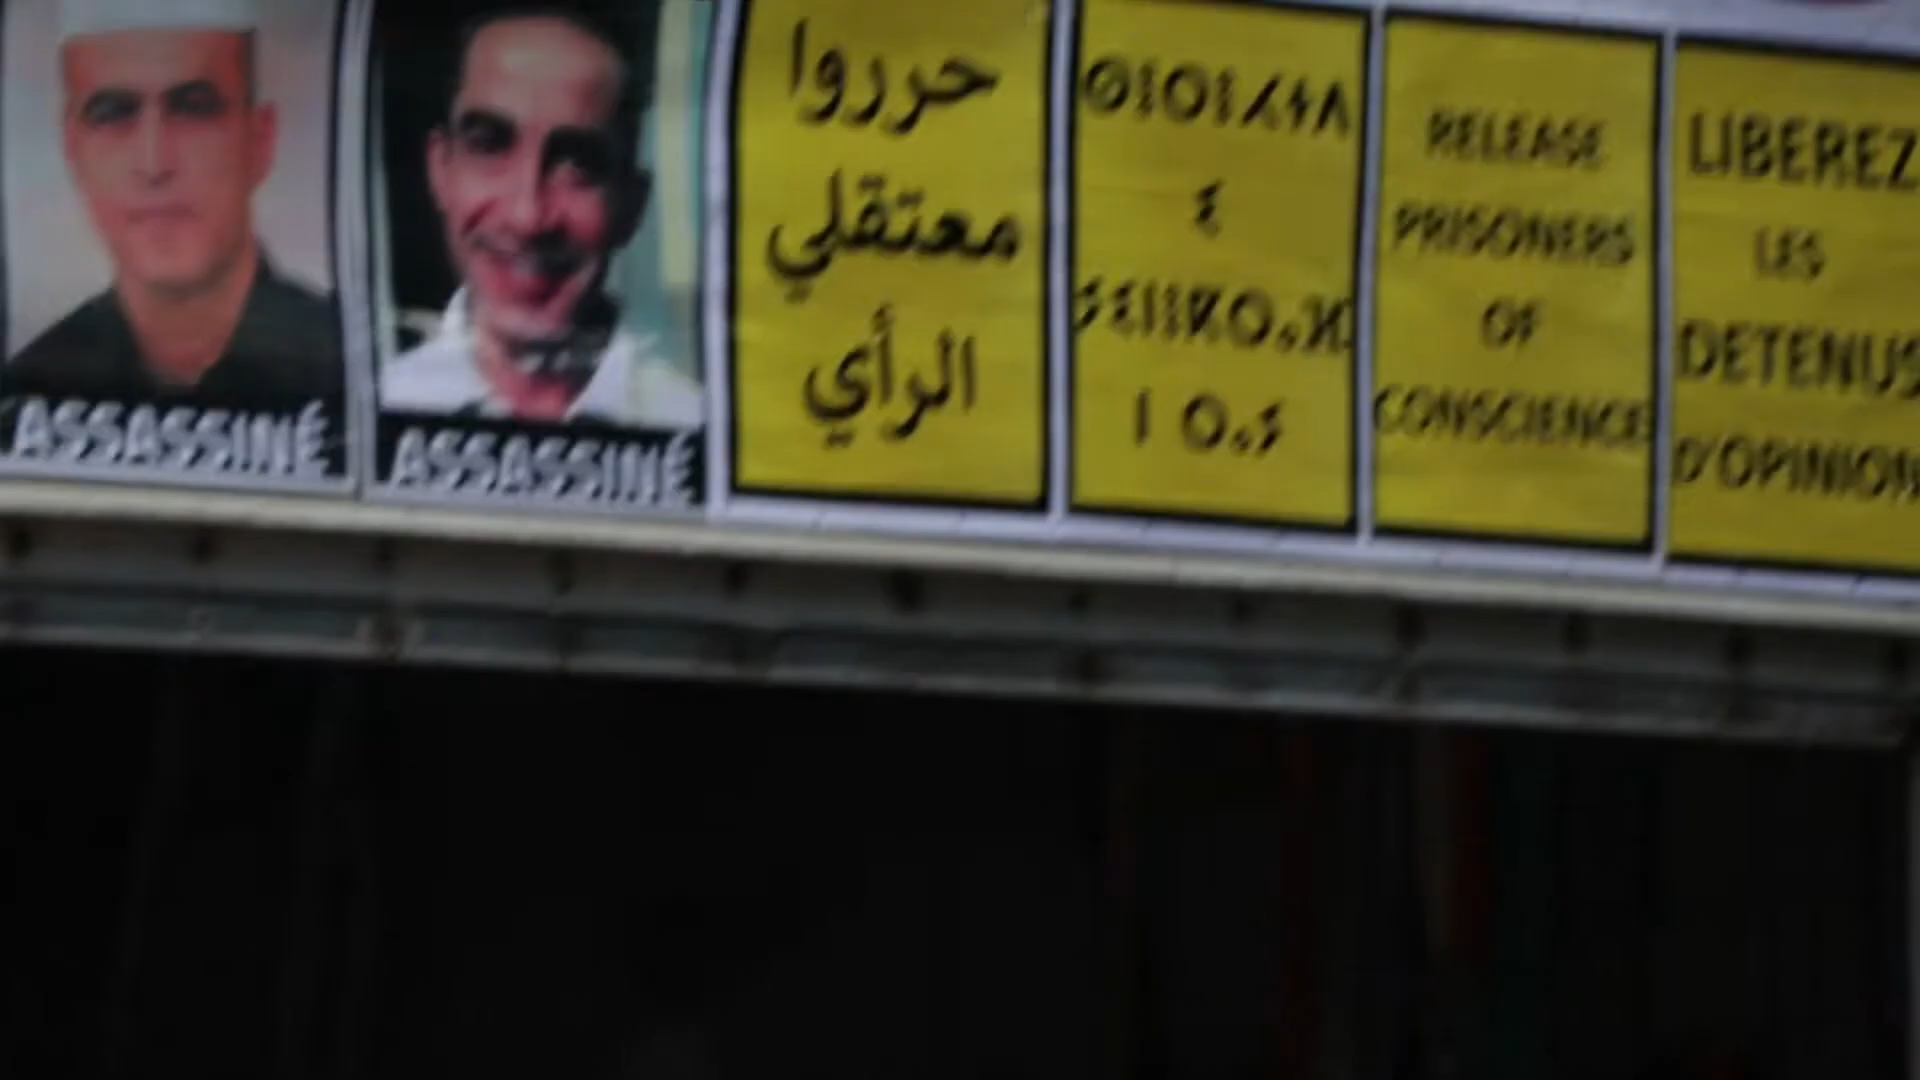 ASSASSINÉ
ASSASSINÉ
حرروا
معتقلي
الرأي
RELEASE
PRISONERS
OF
CONSCIENCE
LIBEREZ
LES
DETENUS
D'OPINION